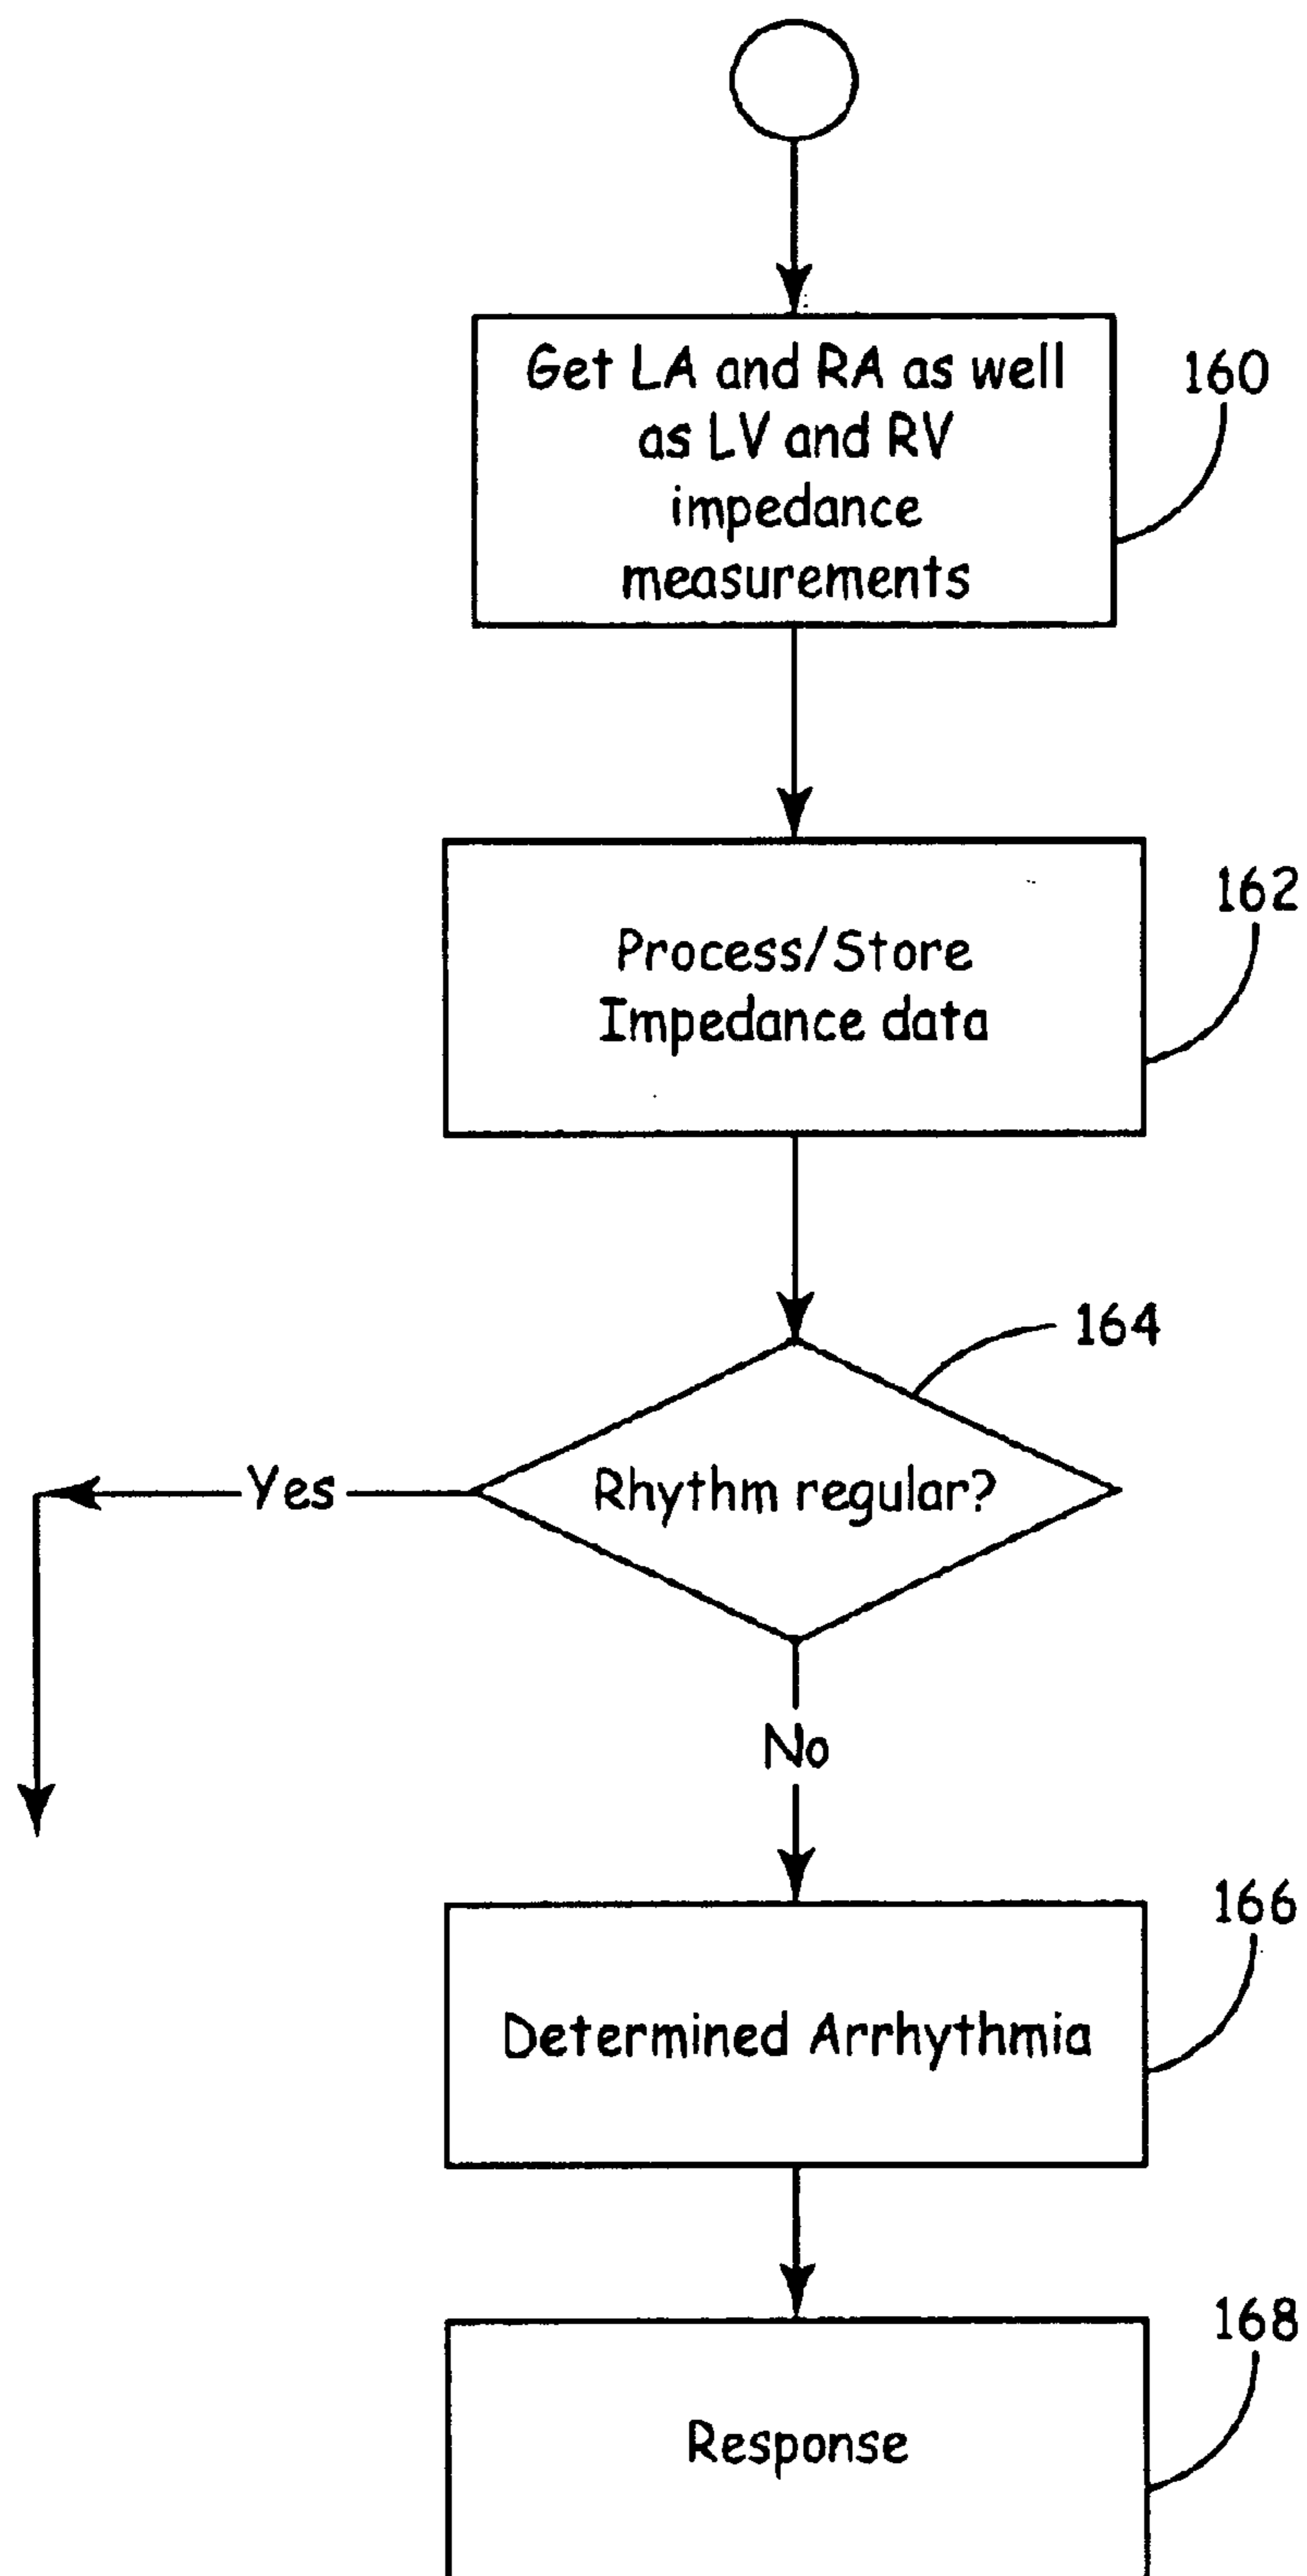 Get LA and RA as well
as LV and RV
impedance
measurements
160
Process/Store
Impedance data
162
164
Rhythm regular?
Yes
No
Determined Arrhythmia
166
Response
168